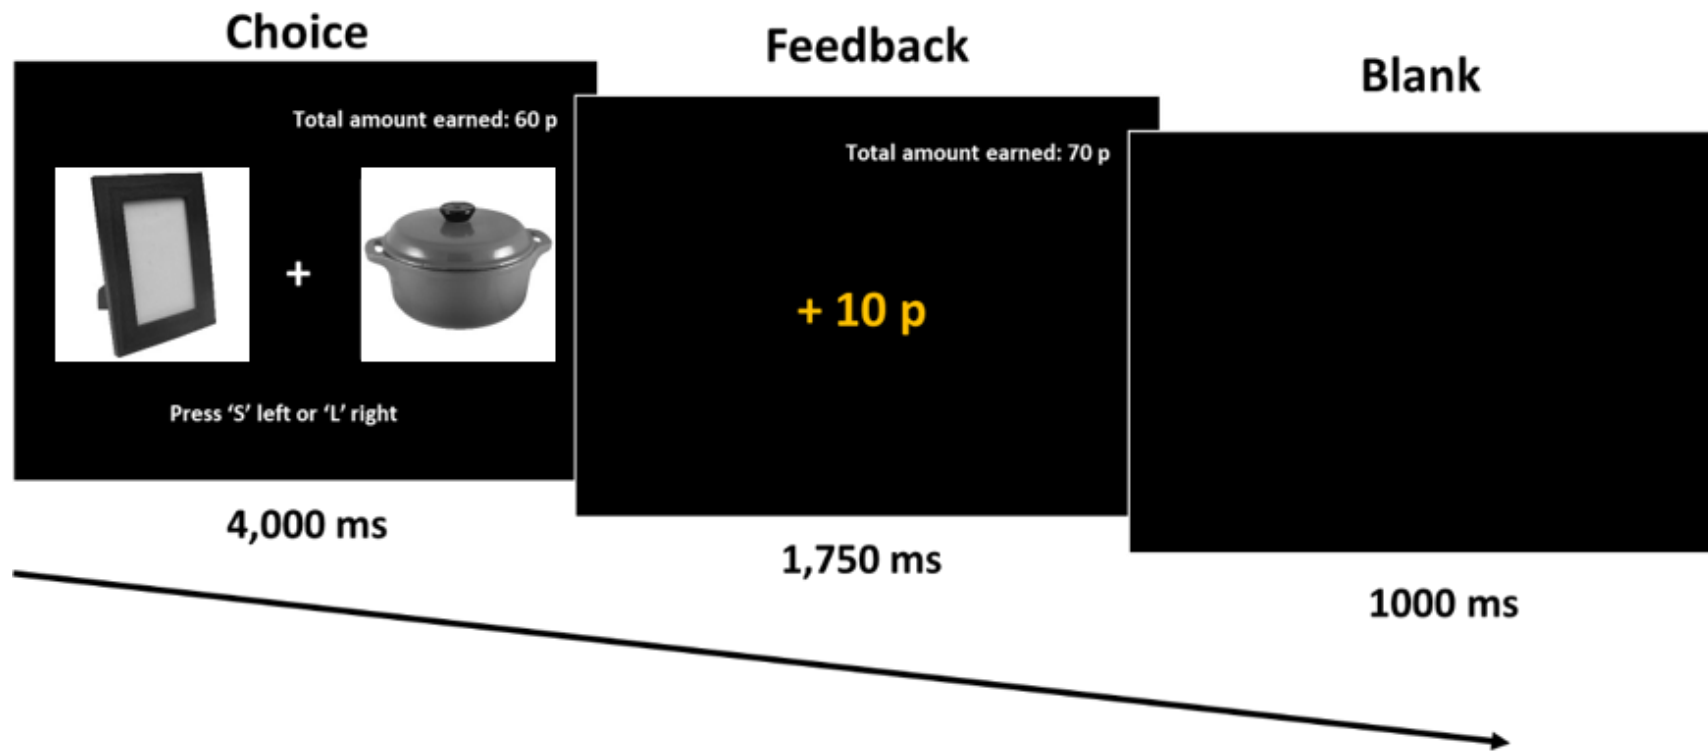 Choice
Total amount earned: 60 p
+
Press ‘S’ left or ‘L’ right
4,000 ms
Feedback
Total amount earned: 70 p
+ 10 p
1,750 ms
Blank
1000 ms